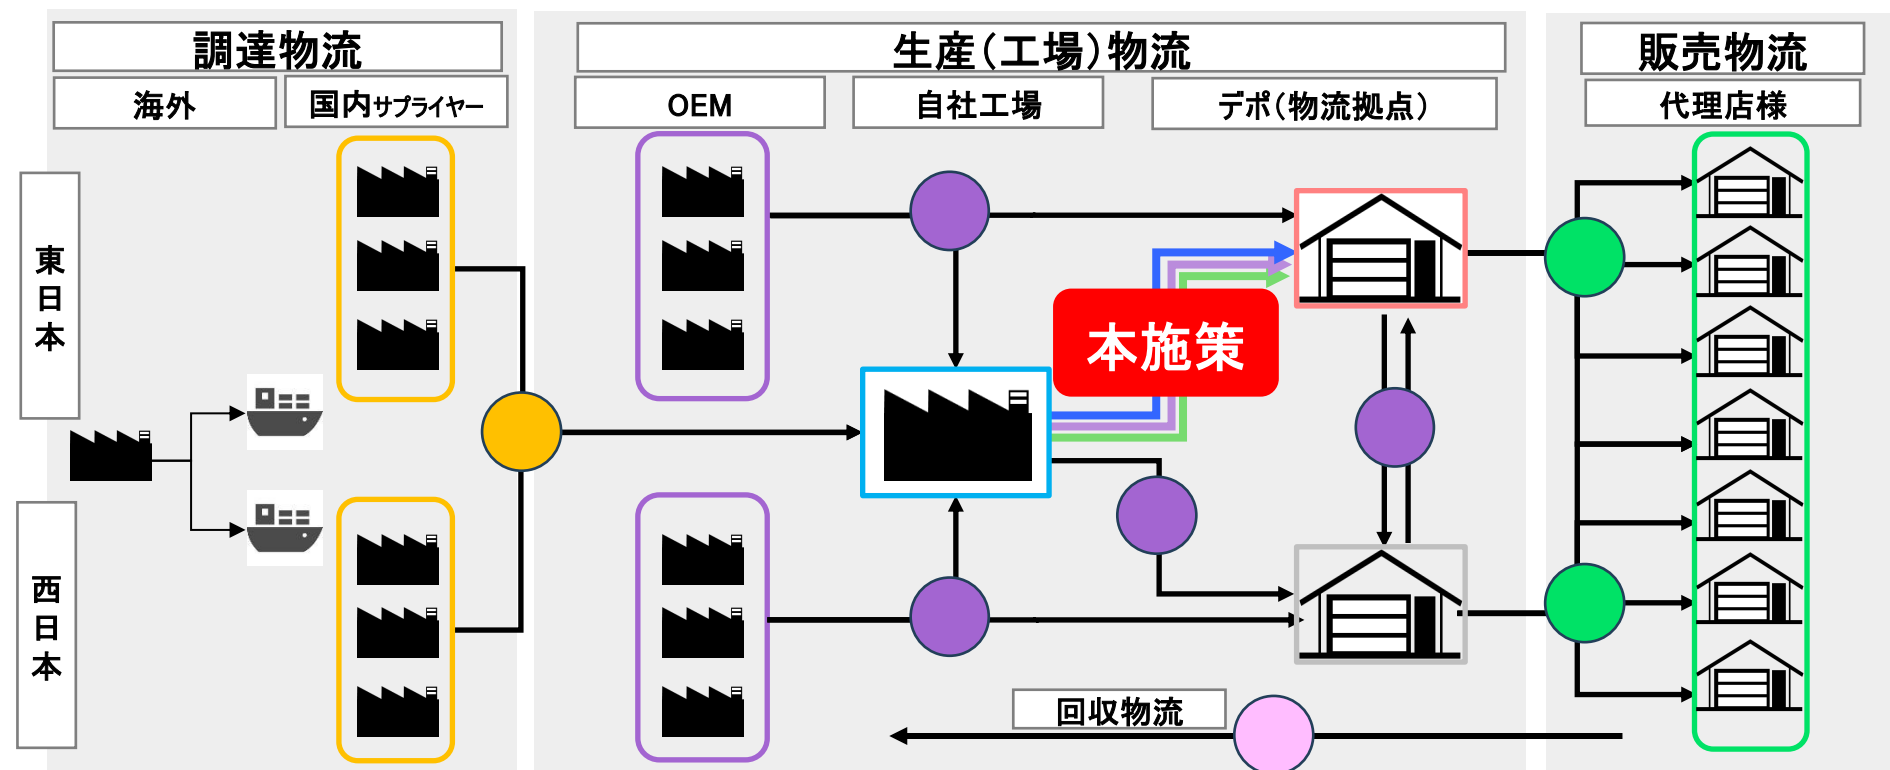 調達物流
生産(工場)物流
販売物流
海外
国内サプライヤー
OEM
自社工場
デポ(物流拠点)
代理店様
東日本
本施策
西日本
回収物流